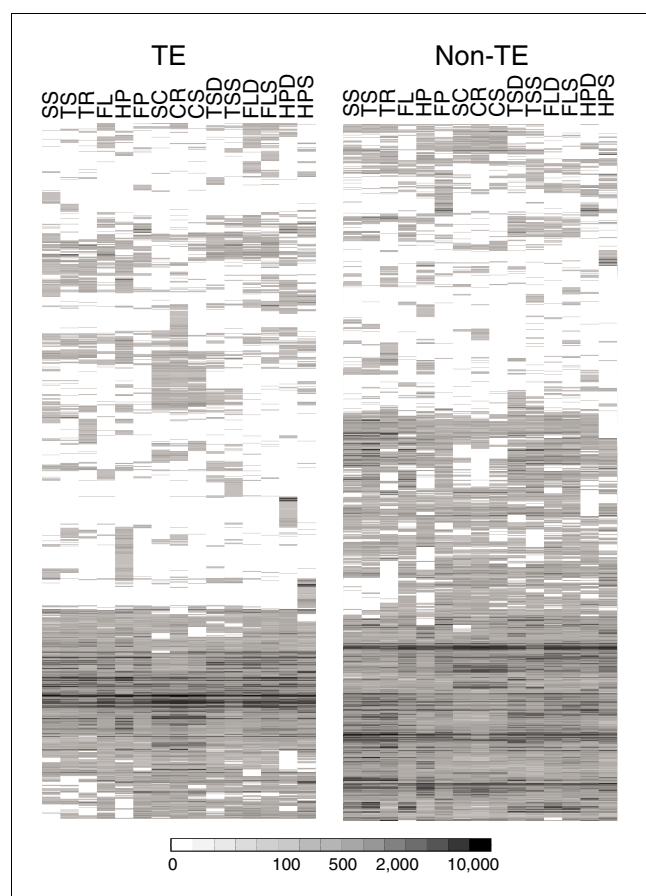 TE Non-TE
SS TS TR FL HP FP SC CR CS TSD TSS FLD FLS HPD HPS SS TS TR FL HP FP SC CR CS TSD TSS FLD FLS HPD HPS
0 100 500 2,000 10,000